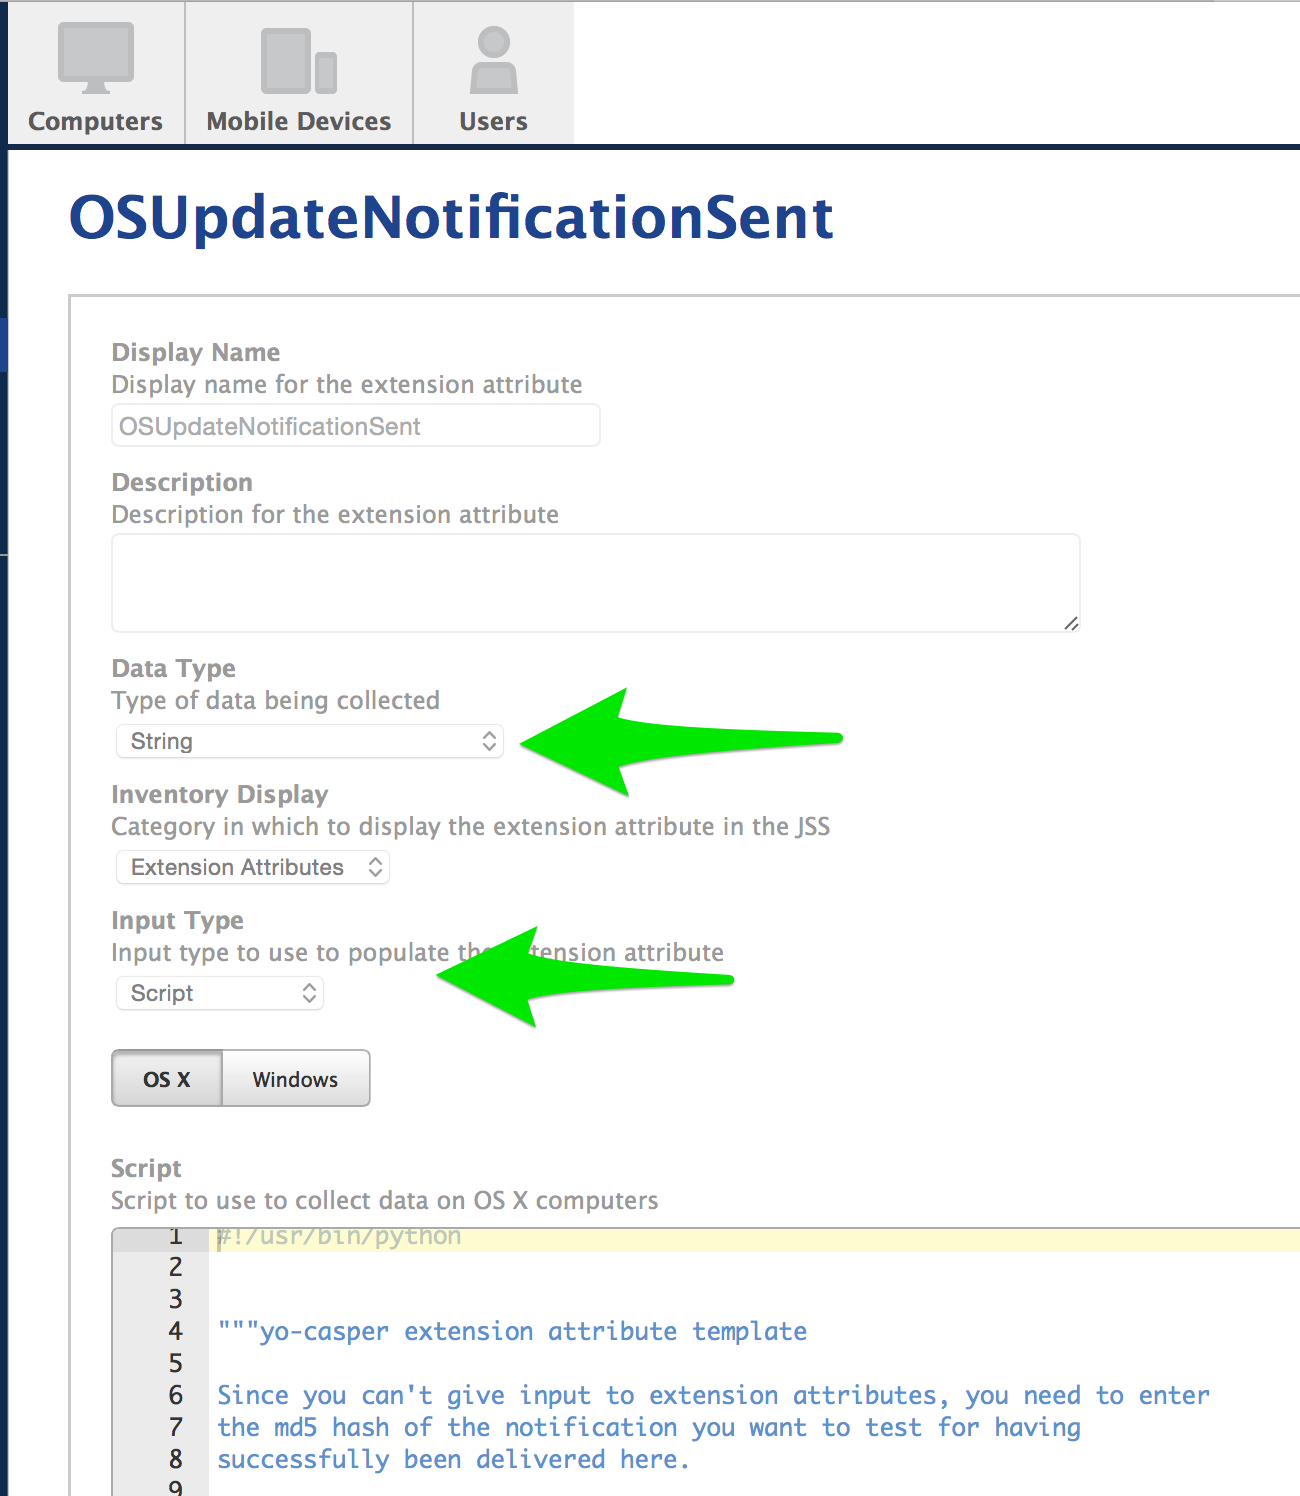 Computers
Mobile Devices
Users
OSUpdateNotificationSent
Display Name
Display name for the extension attribute
OSUpdateNotificationSent
Description
Description for the extension attribute
Data Type
Type of data being collected
String
Inventory Display
Category in which to display the extension attribute in the JSS
Extension Attributes
Input Type
Input type to use to populate the extension attribute
Script
OS X
Windows
Script
Script to use to collect data on OS X computers
1 #!/usr/bin/python
2
3
4 """yo-casper extension attribute template
5
6 Since you can't give input to extension attributes, you need to enter
7 the md5 hash of the notification you want to test for having
8 successfully been delivered here.
9